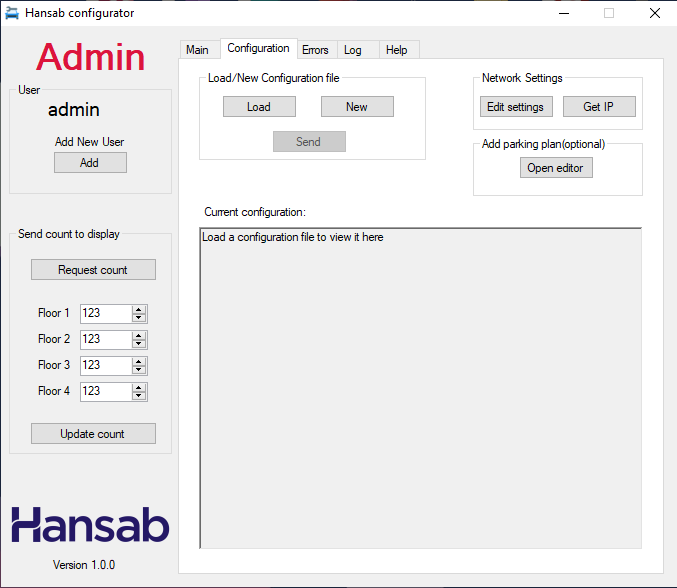 Hansab configurator
Admin
User
admin
Add New User
Add
Send count to display
Request count
Floor 1 123
Floor 2 123
Floor 3 123
Floor 4 123
Update count
Hansab
Version 1.0.0
Main Configuration Errors Log Help
Load/New Configuration file
Load New
Send
Network Settings
Edit settings Get IP
Add parking plan(optional)
Open editor
Current configuration:
Load a configuration file to view it here